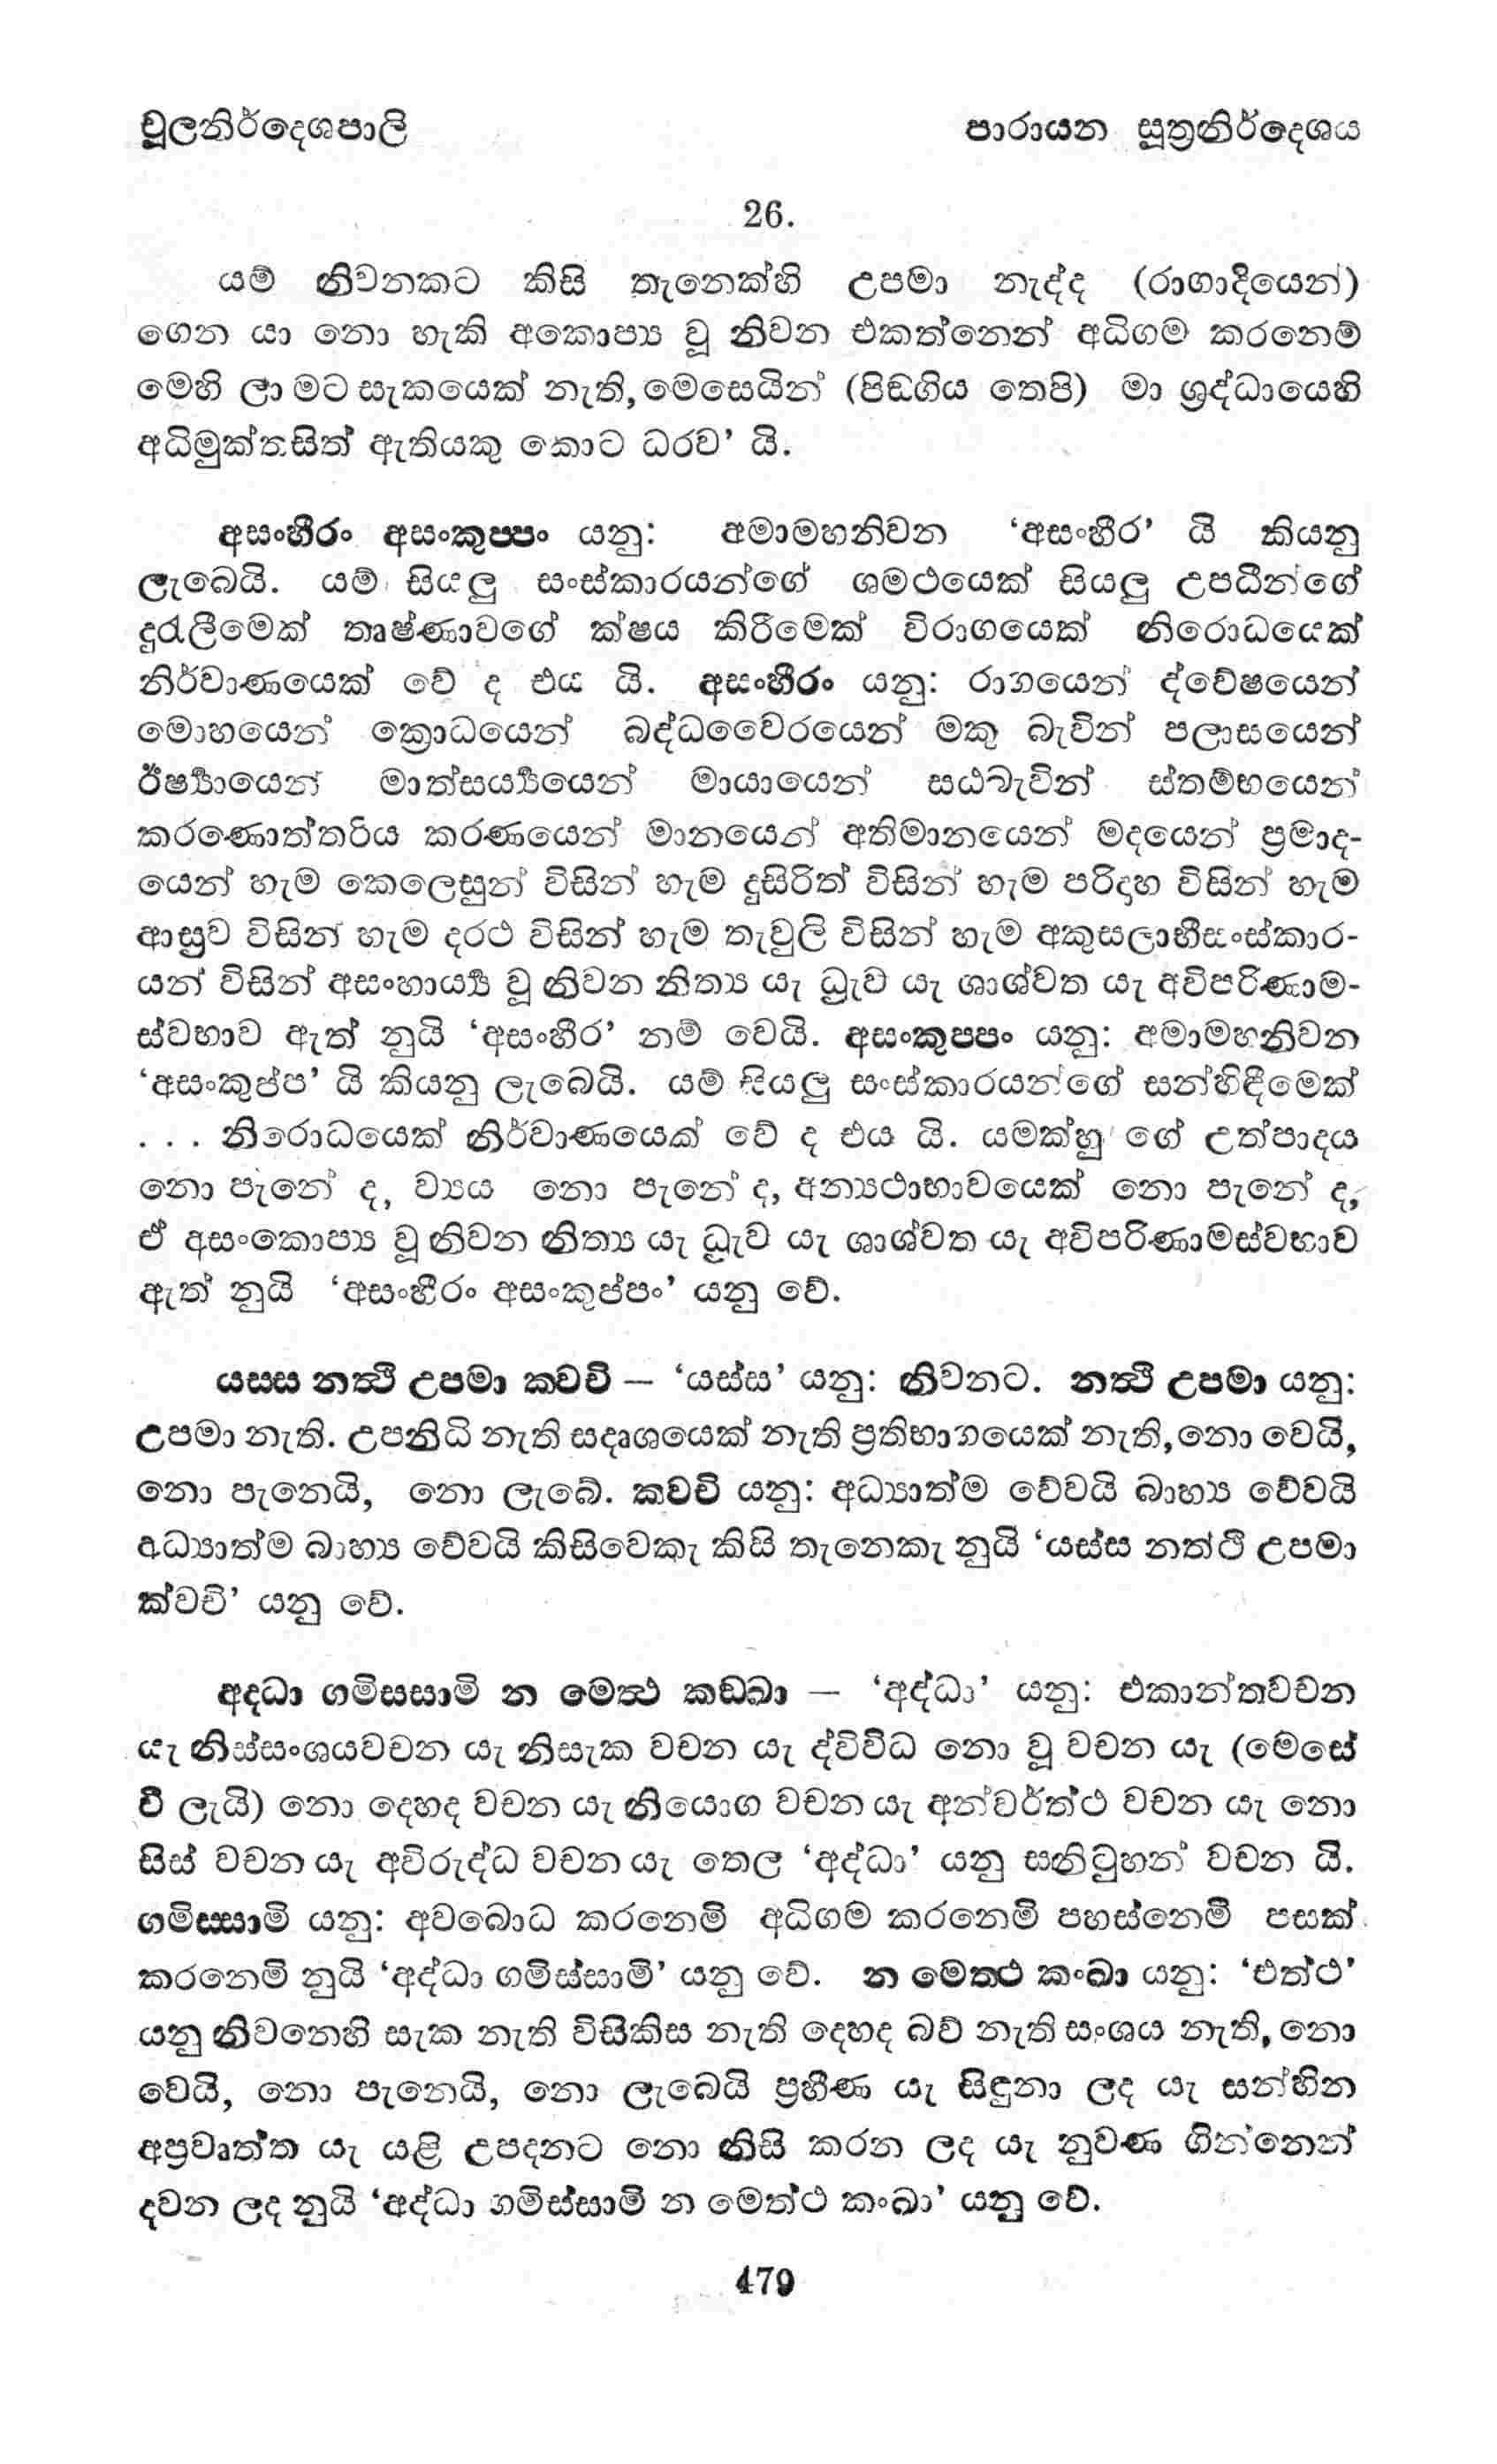 චූලනිර්දෙශපාලි
පාරායන සූත්‍රනිර්දෙශය
26.
යම් නිවනකට කිසි තැනෙක්හි උපමා නැද්ද (රාගාදියෙන්)
ගෙන යා නො හැකි අකොප්‍ය වූ නිවන එකත්නෙන් අධිගම කරනෙම්
මෙහි ලා මට සැකයෙක් නැති, මෙසෙයින් (පිඬගිය තෙපි) මා ශ්‍රද්ධායෙහි
අධිමුක්තසිත් ඇතියකු කොට ධරව’ යි.
අසංහීරං අසංකුප්පං යනු: අමාමහනිවන ‘අසංහීර’ යි කියනු
ලැබෙයි. යම් සියලු සංස්කාරයන්ගේ ශමථයෙක් සියලු උපධීන්ගේ
දුරැලීමෙක් තෘෂ්ණාවගේ ක්ෂය කිරීමෙක් විරාගයෙක් නිරොධයෙක්
නිර්වාණයෙක් වේ ද එය යි. අසංහීරං යනු: රාගයෙන් ද්වේෂයෙන්
මොහයෙන් ක්‍රොධයෙන් බද්ධවෛරයෙන් මකු බැවින් පලාසයෙන්
ඊෂ්‍ර්‍යායෙන් මාත්සර්‍ය්‍යයෙන් මායායෙන් සඨබැවින් ස්තම්භයෙන්
කරණොත්තරිය කරණයෙන් මානයෙන් අතිමානයෙන් මදයෙන් ප්‍රමාද-
යෙන් හැම කෙලෙසුන් විසින් හැම දුසිරිත් විසින් හැම පරිදාහ විසින් හැම
ආස්‍රව විසින් හැම දරථ විසින් හැම තැවුලි විසින් හැම අකුසලාභිසංස්කාර-
යන් විසින් අසංහාර්‍ය්‍ය වූ නිවන නිත්‍ය යැ ධ්‍රැව යැ ශාශ්වත යැ අවිපරිණාම-
ස්වභාව ඇත් නුයි ‘අසංහීර’ නම් වෙයි. අසංකුප්පං යනු: අමාමහනිවන
‘අසංකුප්ප’ යි කියනු ලැබෙයි. යම් සියලු සංස්කාරයන්ගේ සන්හිඳීමෙක්
. . . නිරොධයෙක් නිර්වාණයෙක් වේ ද එය යි. යමක්හු ගේ උත්පාදය
නො පැනේ ද, ව්‍යය නො පැනේ ද, අන්‍යථාභාවයෙක් නො පැනේ ද,
ඒ අසංකොප්‍ය වූ නිවන නිත්‍ය යැ ධ්‍රැව යැ ශාශ්වත යැ අවිපරිණාමස්වභාව
ඇත් නුයි ‘අසංහීරං අසංකුප්පං’ යනු වේ.
යස්ස නත්‍ථි උපමා ක්වචි — ‘යස්ස’ යනු: නිවනට. නත්‍ථි උපමා යනු:
උපමා නැති. උපනිධි නැති සදෘශයෙක් නැති ප්‍රතිභාගයෙක් නැති, නො වෙයි,
නො පැනෙයි, නො ලැබේ. ක්වචි යනු: අධ්‍යාත්ම වේවයි බාහ්‍ය වේවයි
අධ්‍යාත්ම බාහ්‍ය වේවයි කිසිවෙකැ කිසි තැනෙකැ නුයි ‘යස්ස නත්ථි උපමා
ක්වචි’ යනු වේ.
අද්ධා ගමිස්සාමි න මෙත්‍ථ කඞ්ඛා — ‘අද්ධා’ යනු: එකාන්තවචන
යැ නිස්සංශයවචන යැ නිසැක වචන යැ ද්විවිධ නො වූ වචන යැ (මෙසේ
වී ලැයි) නො දෙහද වචන යැ නියොග වචන යැ අන්වර්ත්ථ වචන යැ නො
සිස් වචන යැ අවිරුද්ධ වචන යැ තෙල ‘අද්ධා’ යනු සනිටුහන් වචන යි.
ගමිස්සාමි යනු: අවබොධ කරනෙමි අධිගම කරනෙමි පහස්නෙමි පසක්
කරනෙමි නුයි ‘අද්ධා ගමිස්සාමි’ යනු වේ. න මෙත්‍ථ කංඛා යනු: ‘එත්ථ’
යනු නිවනෙහි සැක නැති විසිකිස නැති දෙහද බව් නැති සංශය නැති, නො
වෙයි, නො පැනෙයි, නො ලැබෙයි ප්‍රහීණ යැ සිඳුනා ලද යැ සන්හින
අප්‍රවෘත්ත යැ යළි උපදනට නො නිසි කරන ලද යැ නුවණ ගින්නෙන්
දවන ලද නුයි ‘අද්ධා ගමිස්සාමි න මෙත්ථ කංඛා’ යනු වේ.
479